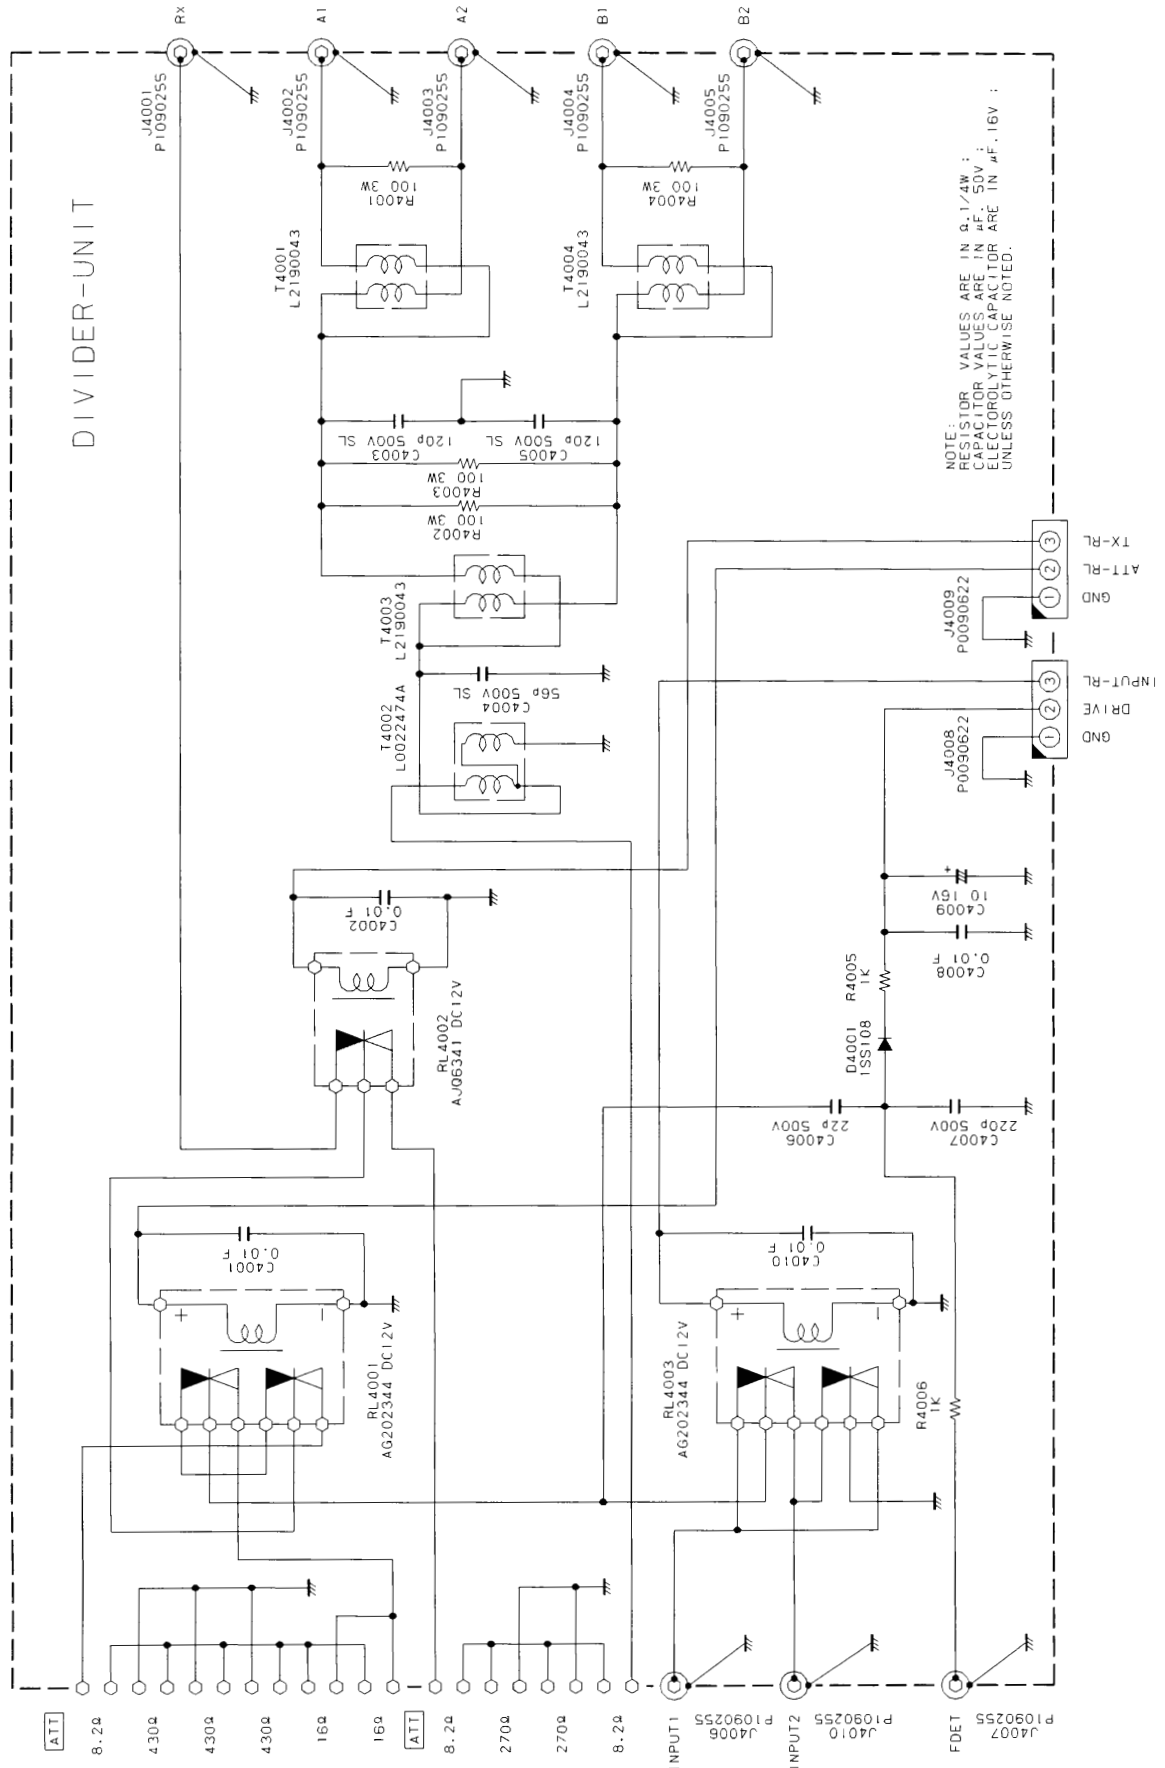 RX
A1
A2
B1
B2
J4001
P1090255
J4002
P1090255
J4003
P1090255
J4004
P1090255
J4005
P1090255
DIVIDER-UNIT
R4001
100 3W
R4004
100 3W
T4001
L2190043
T4004
L2190043
NOTE:
RESISTOR VALUES ARE IN Ω.1/4W ;
CAPACITOR VALUES ARE IN µF. 50V ;
ELECTOROLYTIC CAPACITOR ARE IN µF.16V ;
UNLESS OTHERWISE NOTED.
C4003
120p 500V SL
C4005
120p 500V SL
R4003
100 3W
R4002
100 3W
T4003
L2190043
C4004
56p 500V SL
T4002
L0022474A
TX-RL
ATT-RL
GND
3
2
1
J4009
P0090622
INPUT-RL
DRIVE
GND
3
2
1
J4008
P0090622
C4002
0.01 F
RL4002
AJQ6341 DC12V
+
C4009
10 16V
C4008
0.01 F
R4005
1K
D4001
1SS108
C4006
22p 500V
C4007
220p 500V
C4001
0.01 F
+
-
RL4001
AG202344 DC12V
C4010
0.01 F
+
-
RL4003
AG202344 DC12V
R4006
1K
ATT
8.2Ω
430Ω
430Ω
430Ω
16Ω
16Ω
ATT
8.2Ω
270Ω
270Ω
8.2Ω
INPUT1
J4006
P1090255
INPUT2
J4010
P1090255
FDET
J4007
P1090255